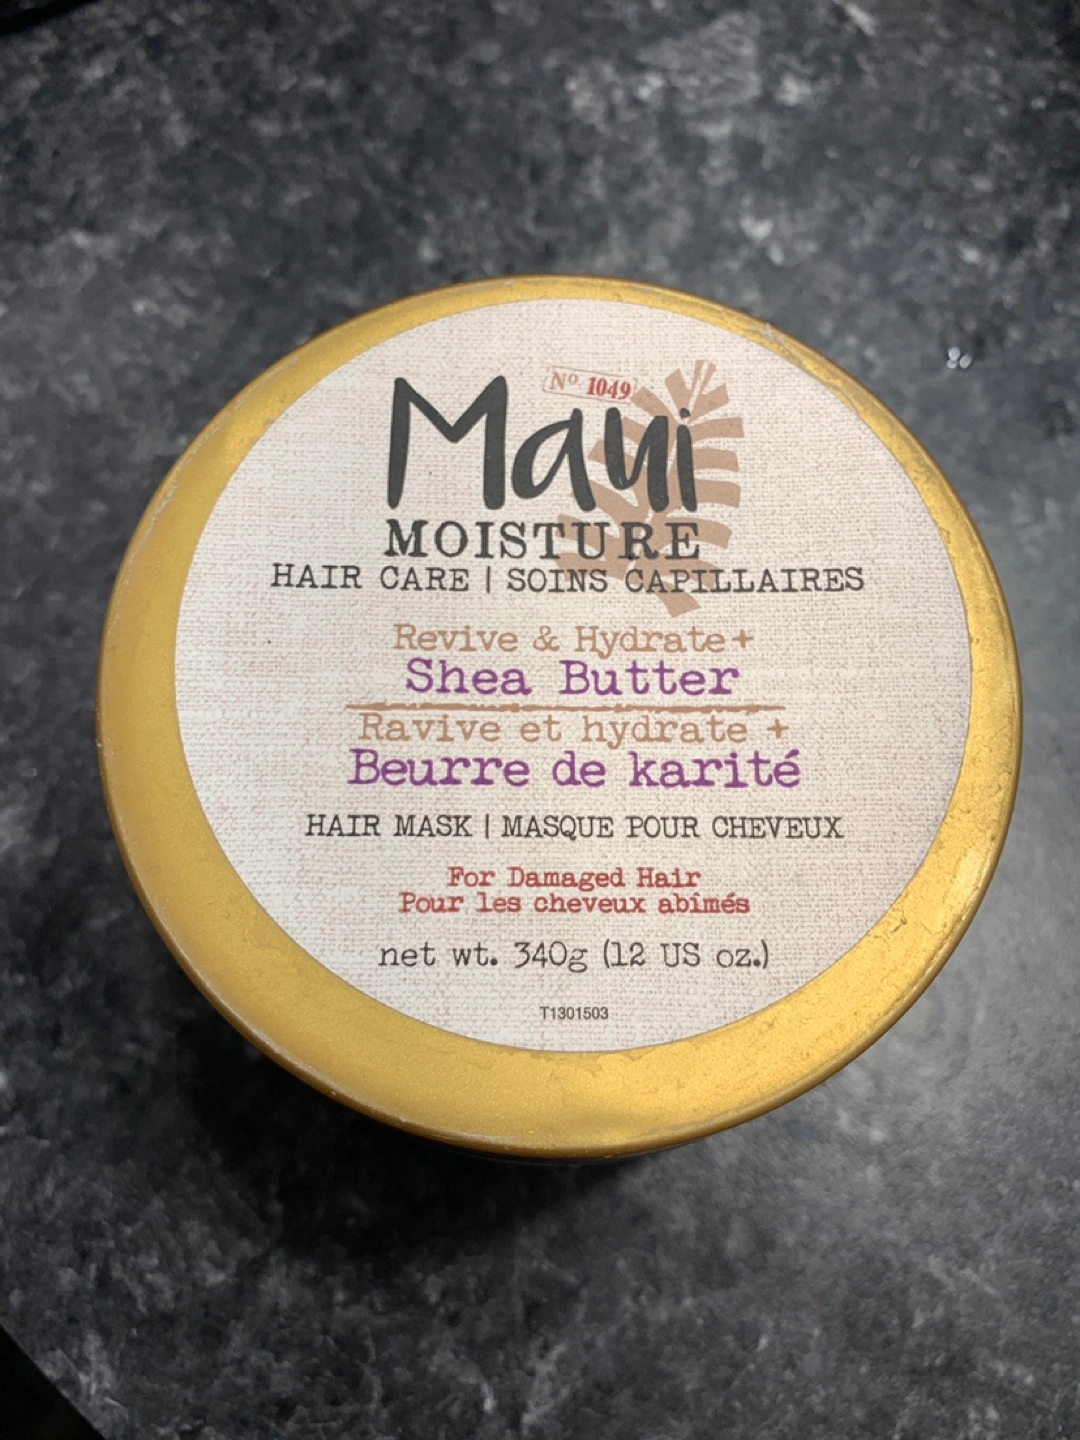 Nº 1049
Maui
MOISTURE
HAIR CARE | SOINS CAPILLAIRES
Revive & Hydrate+
Shea Butter
Ravive et hydrate +
Beurre de karité
HAIR MASK | MASQUE POUR CHEVEUX
For Damaged Hair
Pour les cheveux abîmés
net wt. 340g (12 US oz.)
T1301503